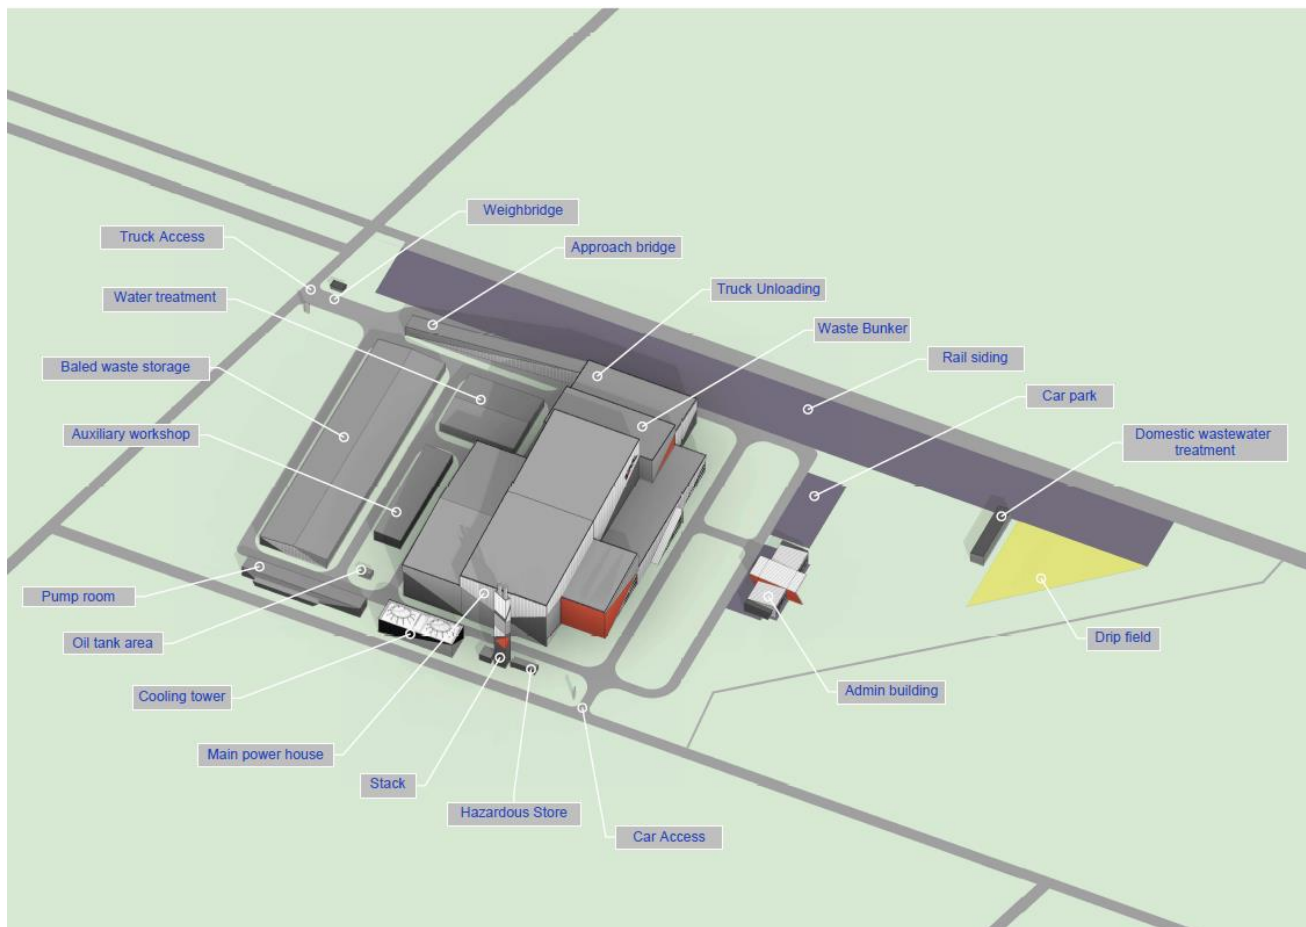 Weighbridge
Truck Access
Approach bridge
Water treatment
Truck Unloading
Waste Bunker
Baled waste storage
Rail siding
Car park
Auxiliary workshop
Domestic wastewater
treatment
Pump room
Oil tank area
Drip field
Cooling tower
Admin building
Main power house
Stack
Hazardous Store
Car Access